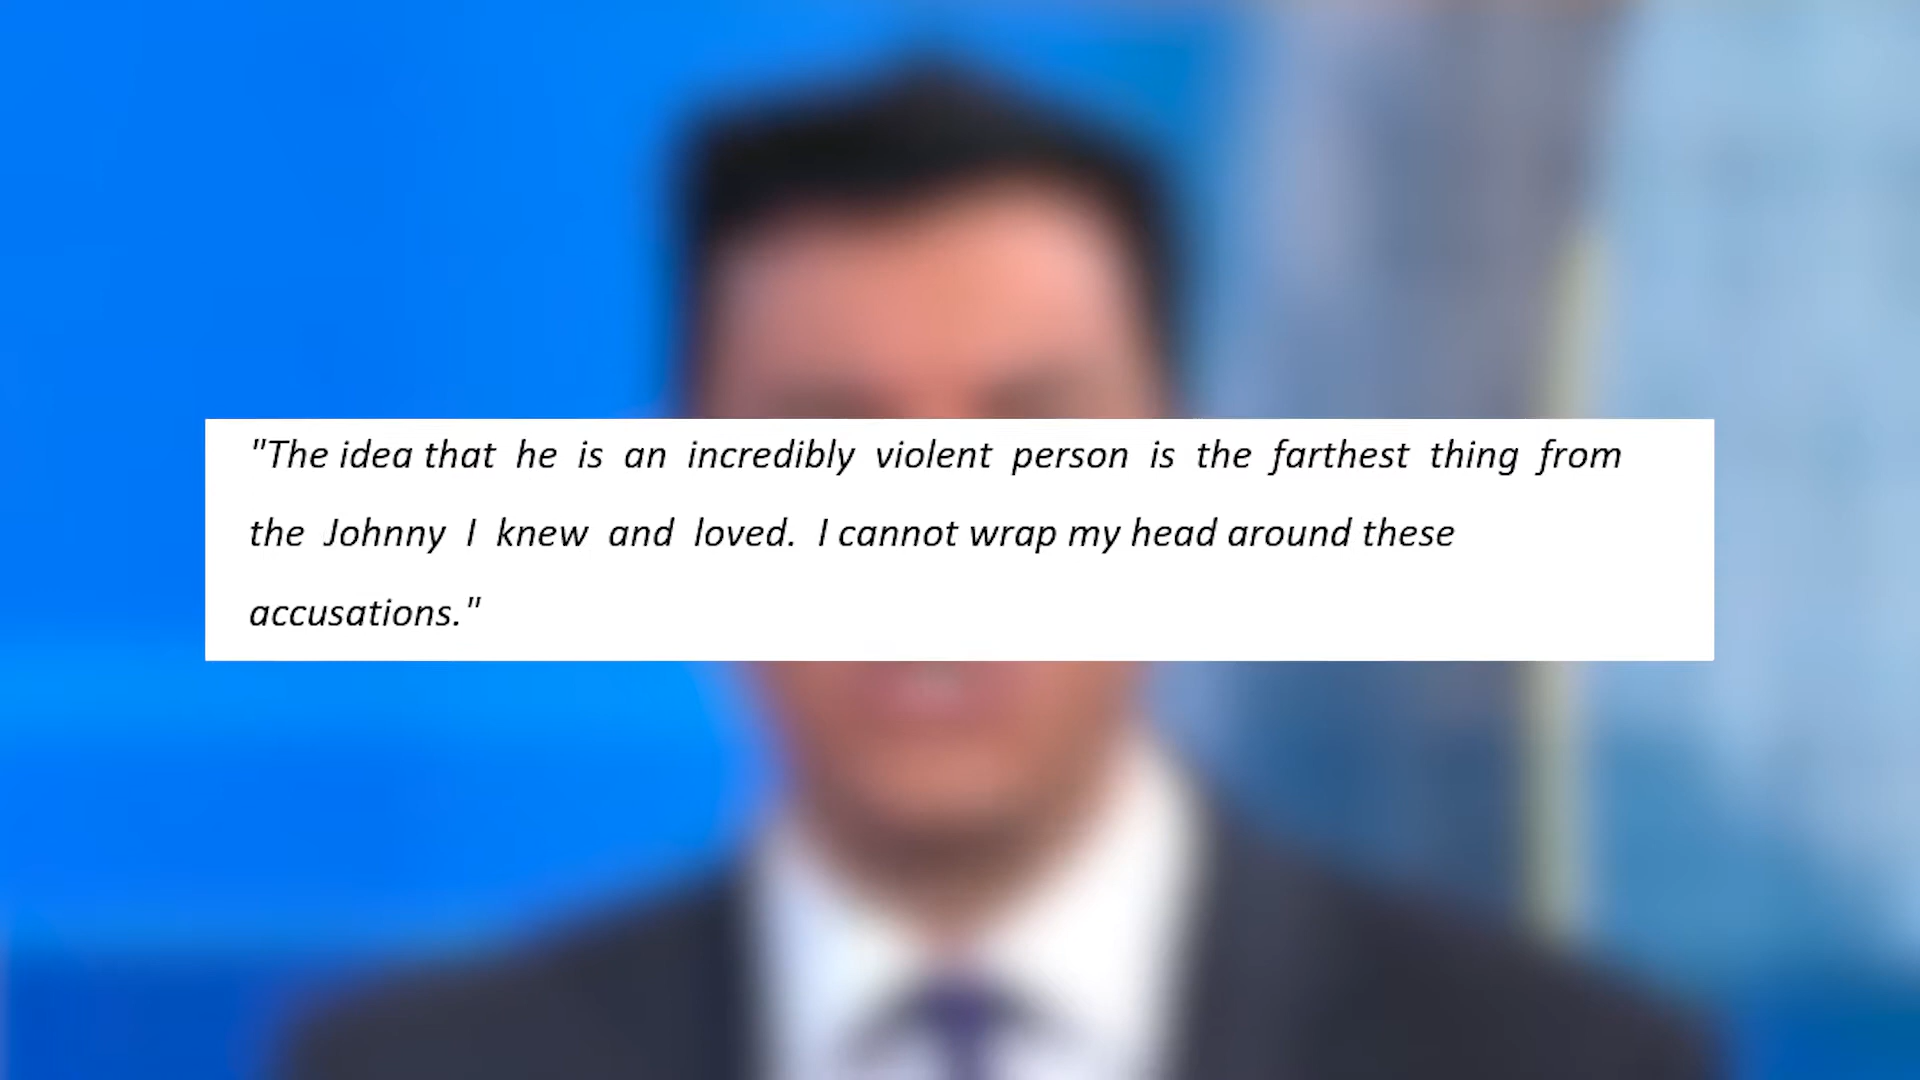 "The idea that he is an incredibly violent person is the farthest thing from
the Johnny I knew and loved. I cannot wrap my head around these
accusations."